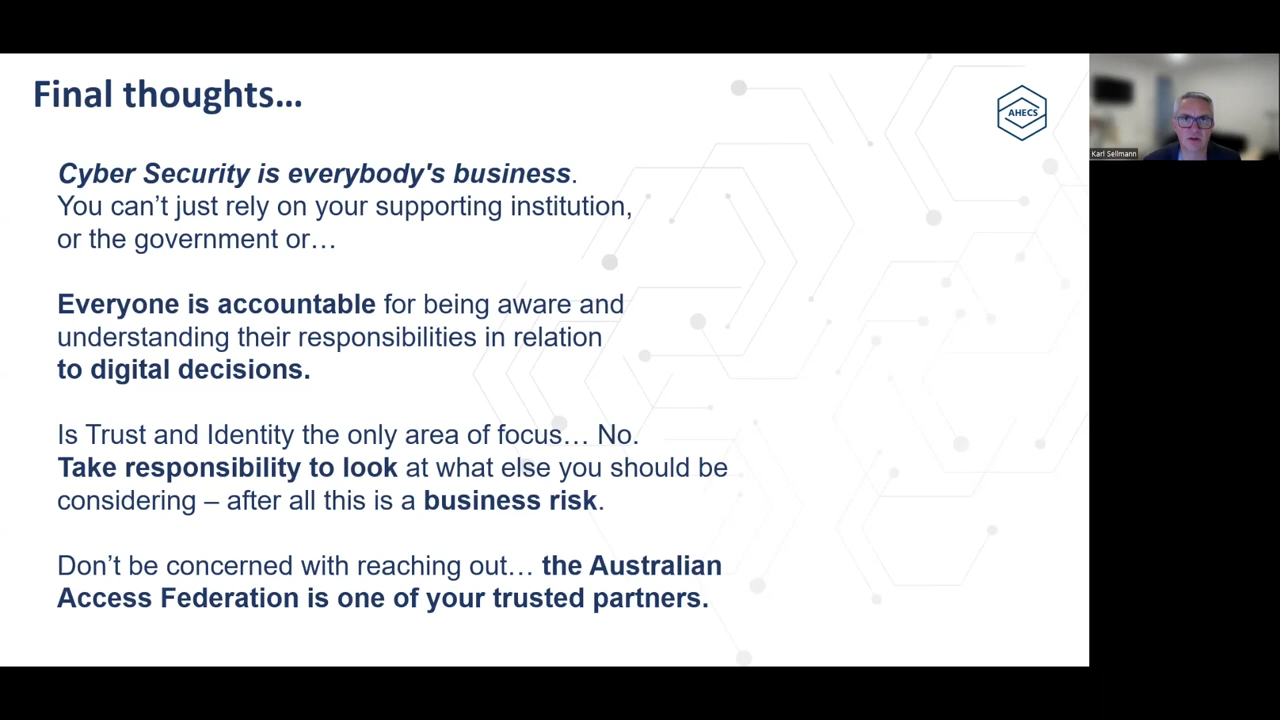 Final thoughts…
AHECS
Karl Sellmann
Cyber Security is everybody's business.
You can’t just rely on your supporting institution,
or the government or…
Everyone is accountable for being aware and
understanding their responsibilities in relation
to digital decisions.
Is Trust and Identity the only area of focus… No.
Take responsibility to look at what else you should be
considering – after all this is a business risk.
Don’t be concerned with reaching out… the Australian
Access Federation is one of your trusted partners.